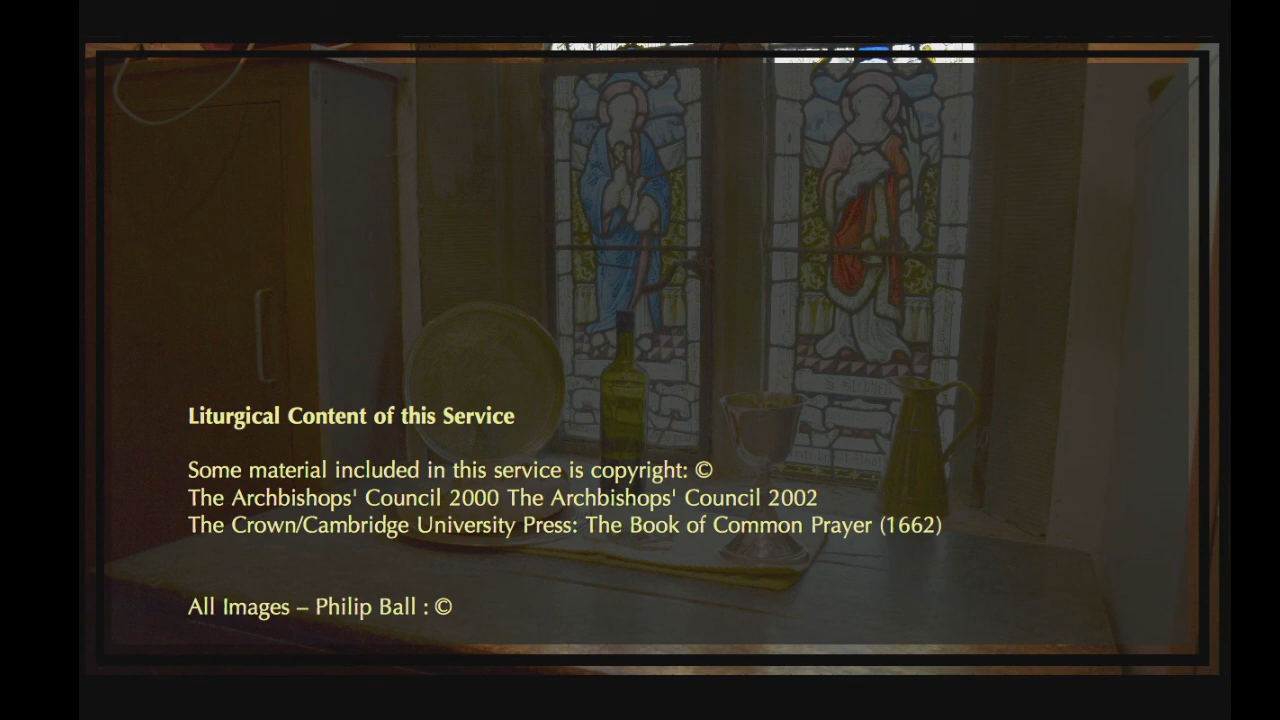 Liturgical Content of this Service
Some material included in this service is copyright: ©
The Archbishops' Council 2000 The Archbishops' Council 2002
The Crown/Cambridge University Press: The Book of Common Prayer (1662)
All Images – Philip Ball : ©